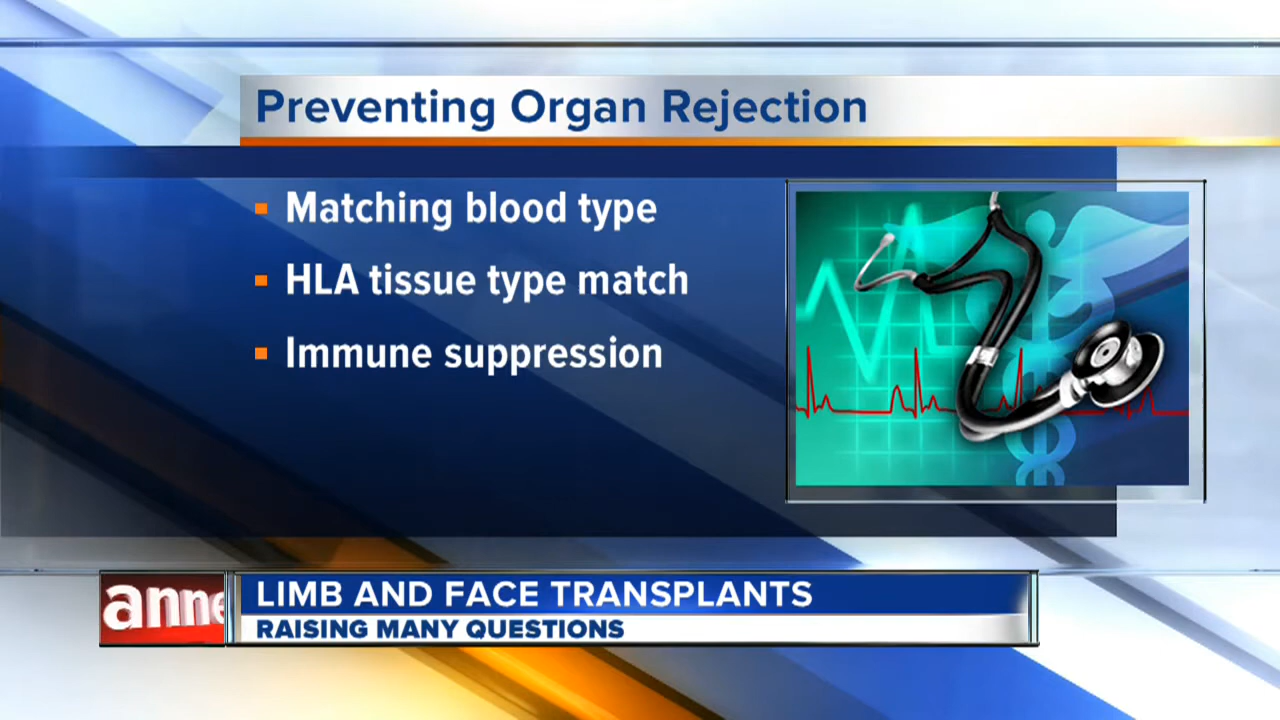 Preventing Organ Rejection
Matching blood type
HLA tissue type match
Immune suppression
anne
LIMB AND FACE TRANSPLANTS
RAISING MANY QUESTIONS